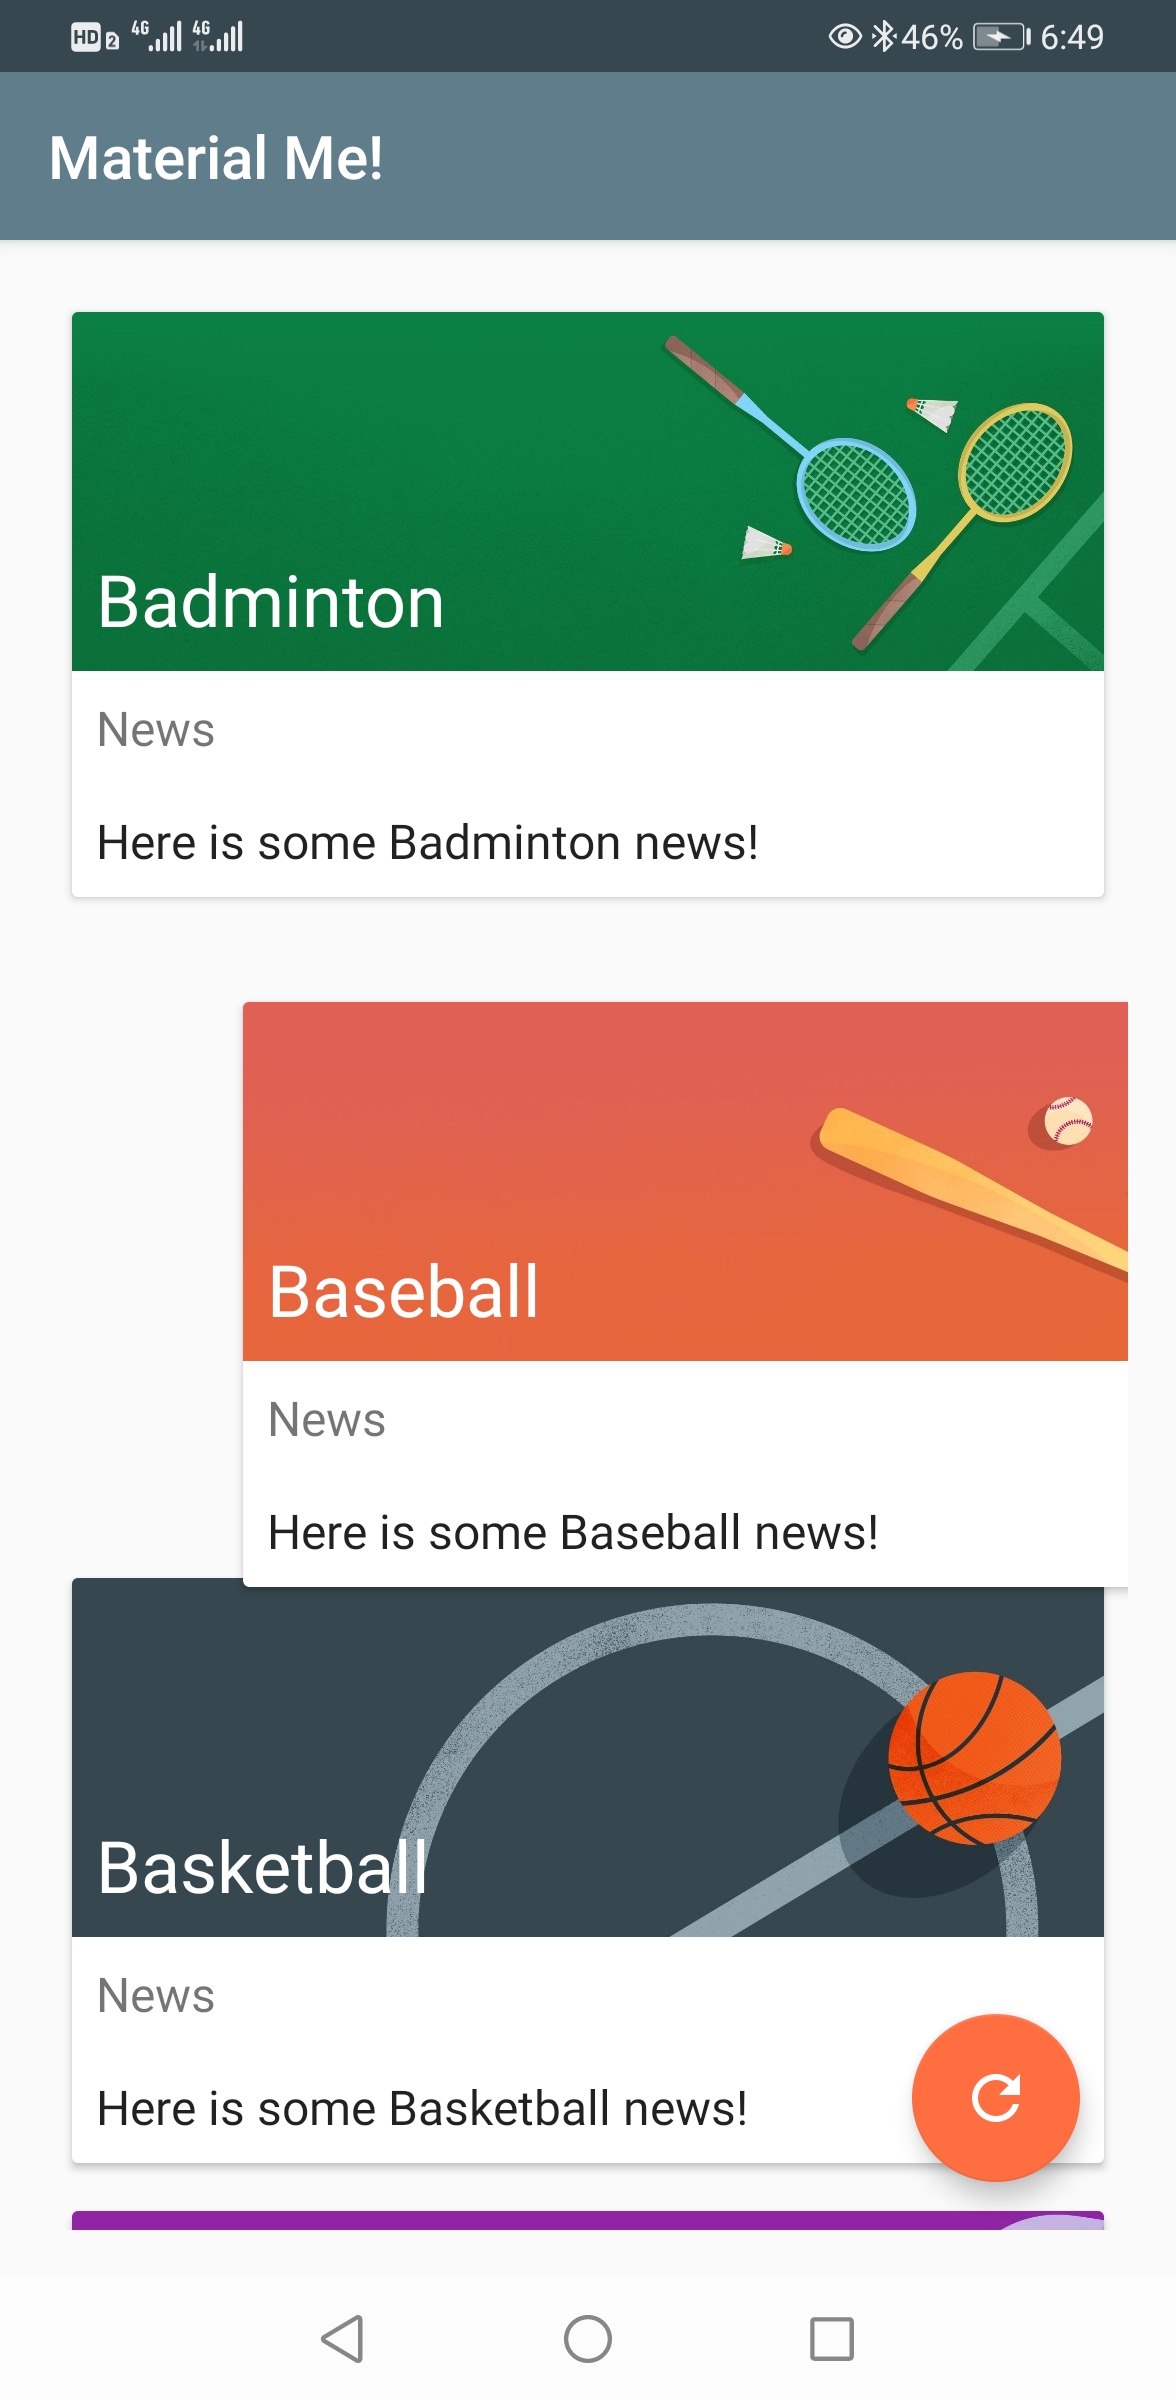 HD 2 4G 4G 46% 6:49
Material Me!
Badminton
News
Here is some Badminton news!
Baseball
News
Here is some Baseball news!
Basketball
News
Here is some Basketball news!